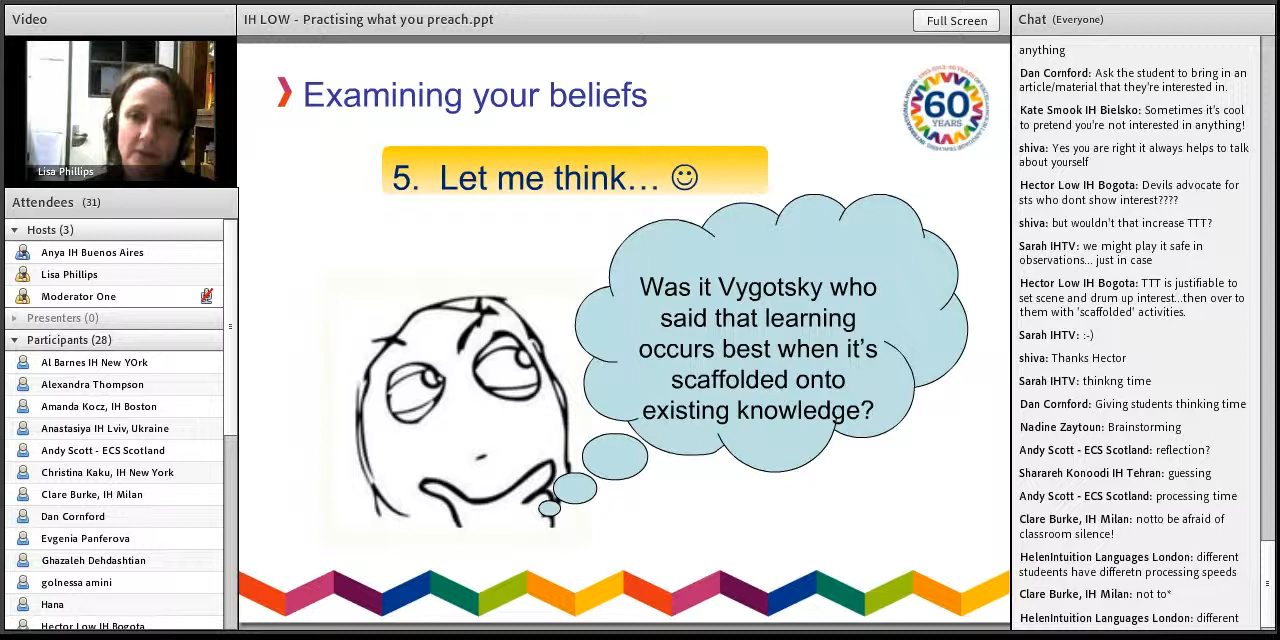 Video
Lisa Phillips
Attendees (31)
Hosts (3)
Anya IH Buenos Aires
Lisa Phillips
Moderator One
Presenters (0)
Participants (28)
Al Barnes IH New YOrk
Alexandra Thompson
Amanda Kocz, IH Boston
Anastasiya IH Lviv, Ukraine
Andy Scott - ECS Scotland
Christina Kaku, IH New York
Clare Burke, IH Milan
Dan Cornford
Evgenia Panferova
Ghazaleh Dehdashtian
golnessa amini
Hana
Hector Low IH Bogota
IH LOW - Practising what you preach.ppt
Full Screen
Examining your beliefs
60
YEARS
5. Let me think… ☺
Was it Vygotsky who
said that learning
occurs best when it's
scaffolded onto
existing knowledge?
Chat (Everyone)
anything
Dan Cornford: Ask the student to bring in an
article/material that they're interested in.
Kate Smook IH Bielsko: Sometimes it's cool
to pretend you're not interested in anything!
shiva: Yes you are right it always helps to talk
about yourself
Hector Low IH Bogota: Devils advocate for
sts who dont show interest????
shiva: but wouldn't that increase TTT?
Sarah IHTV: we might play it safe in
observations... just in case
Hector Low IH Bogota: TTT is justifiable to
set scene and drum up interest...then over to
them with 'scaffolded' activities.
Sarah IHTV: :-)
shiva: Thanks Hector
Sarah IHTV: thinkng time
Dan Cornford: Giving students thinking time
Nadine Zaytoun: Brainstorming
Andy Scott - ECS Scotland: reflection?
Sharareh Konoodi IH Tehran: guessing
Andy Scott - ECS Scotland: processing time
Clare Burke, IH Milan: notto be afraid of
classroom silence!
HelenIntuition Languages London: different
studeents have differetn processing speeds
Clare Burke, IH Milan: not to*
HelenIntuition Languages London: different